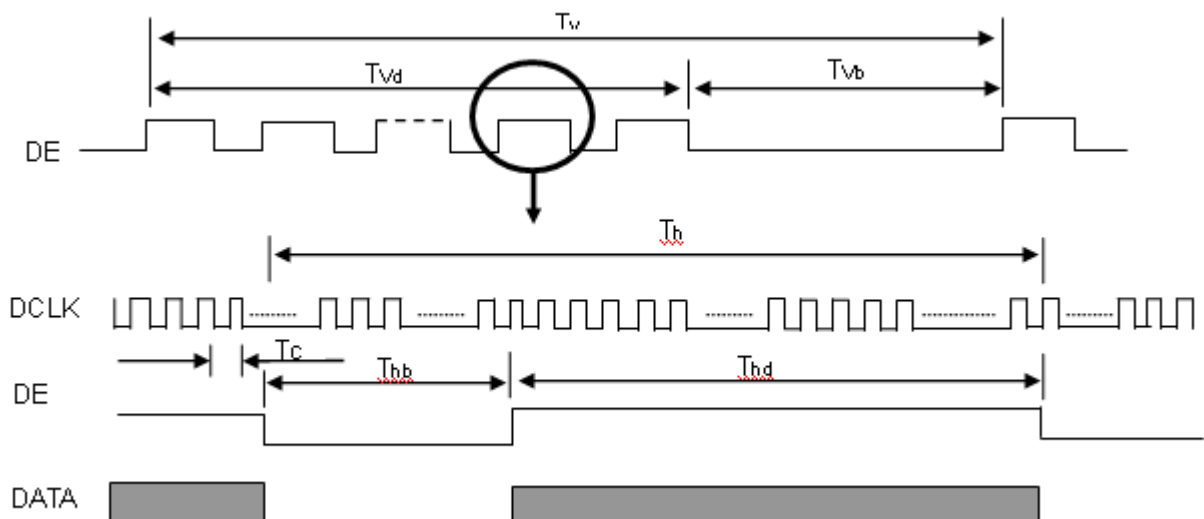 Tv
TVd
TVb
DE
Th
DCLK
Tc
Thb
Thd
DE
DATA